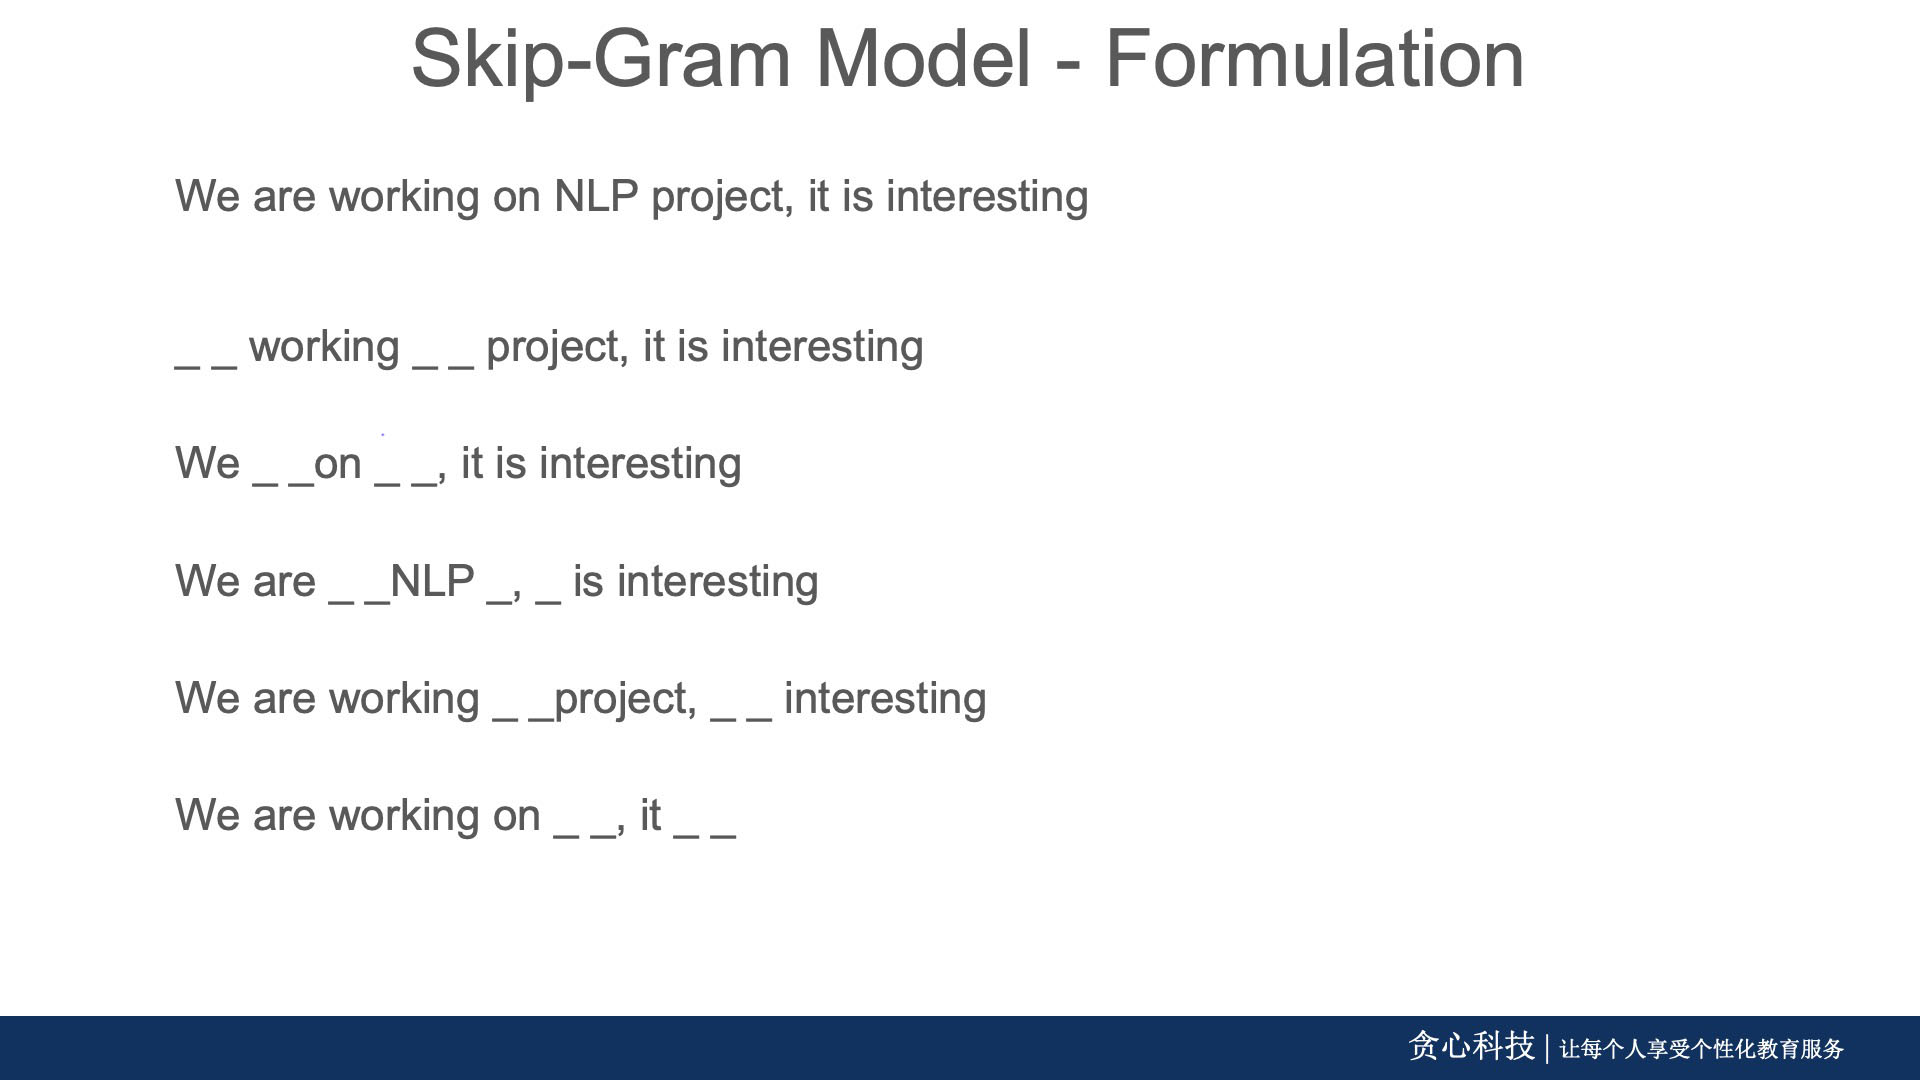 Skip-Gram Model - Formulation
We are working on NLP project, it is interesting
_ _ working _ _ project, it is interesting
We _ _on _ _, it is interesting
We are _ _NLP _, _ is interesting
We are working _ _project, _ _ interesting
We are working on _ _, it _ _
贪心科技 | 让每个人享受个性化教育服务